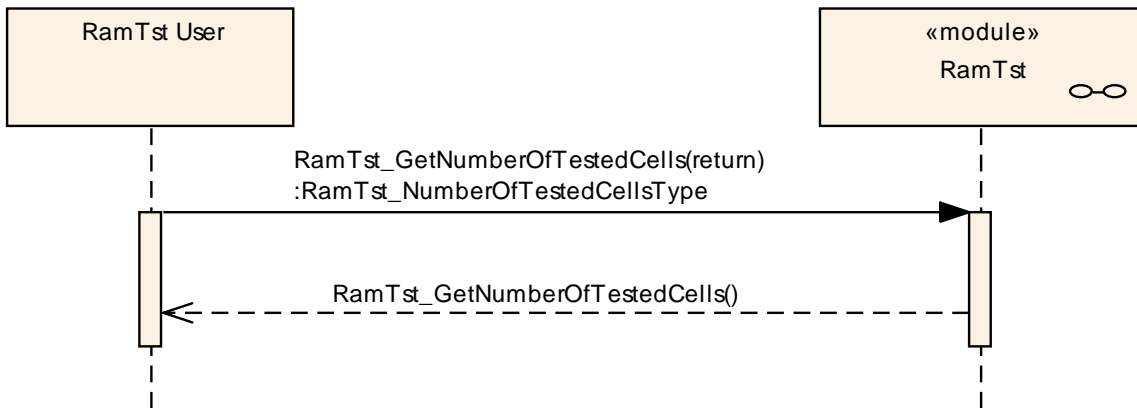 RamTst User
«module»
RamTst
RamTst_GetNumberOfTestedCells(return)
:RamTst_NumberOfTestedCellsType
RamTst_GetNumberOfTestedCells()